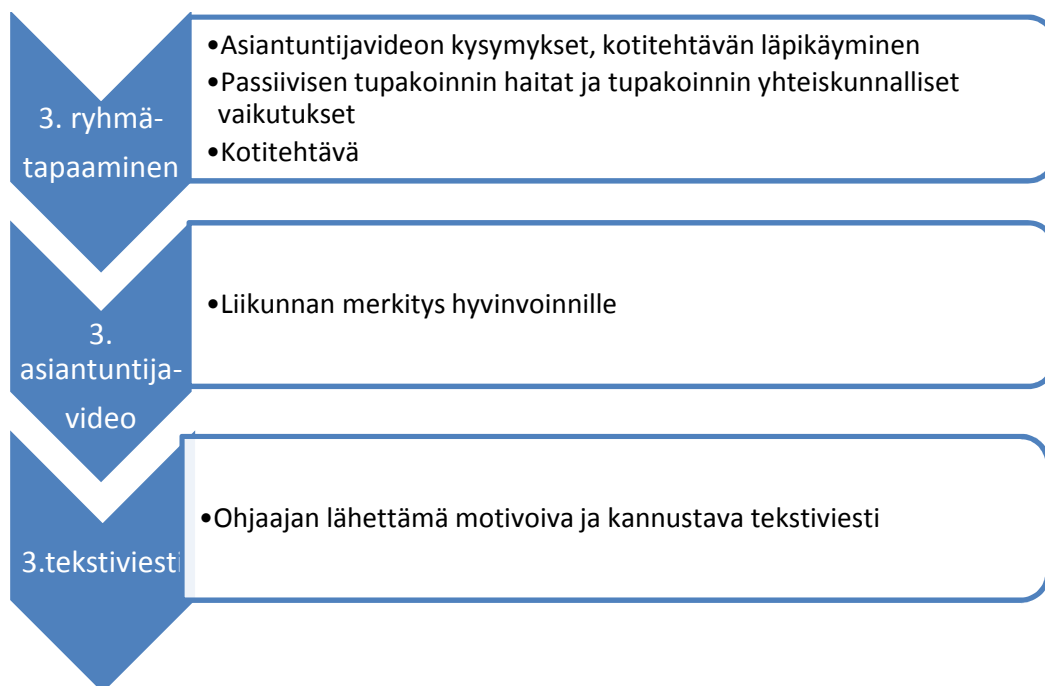 3. ryhmä-
tapaaminen
•Asiantuntijavideon kysymykset, kotitehtävän läpikäyminen
•Passiivisen tupakoinnin haitat ja tupakoinnin yhteiskunnalliset
vaikutukset
•Kotitehtävä
3.
asiantuntija-
video
•Liikunnan merkitys hyvinvoinnille
3.tekstiviesti
•Ohjaajan lähettämä motivoiva ja kannustava tekstiviesti